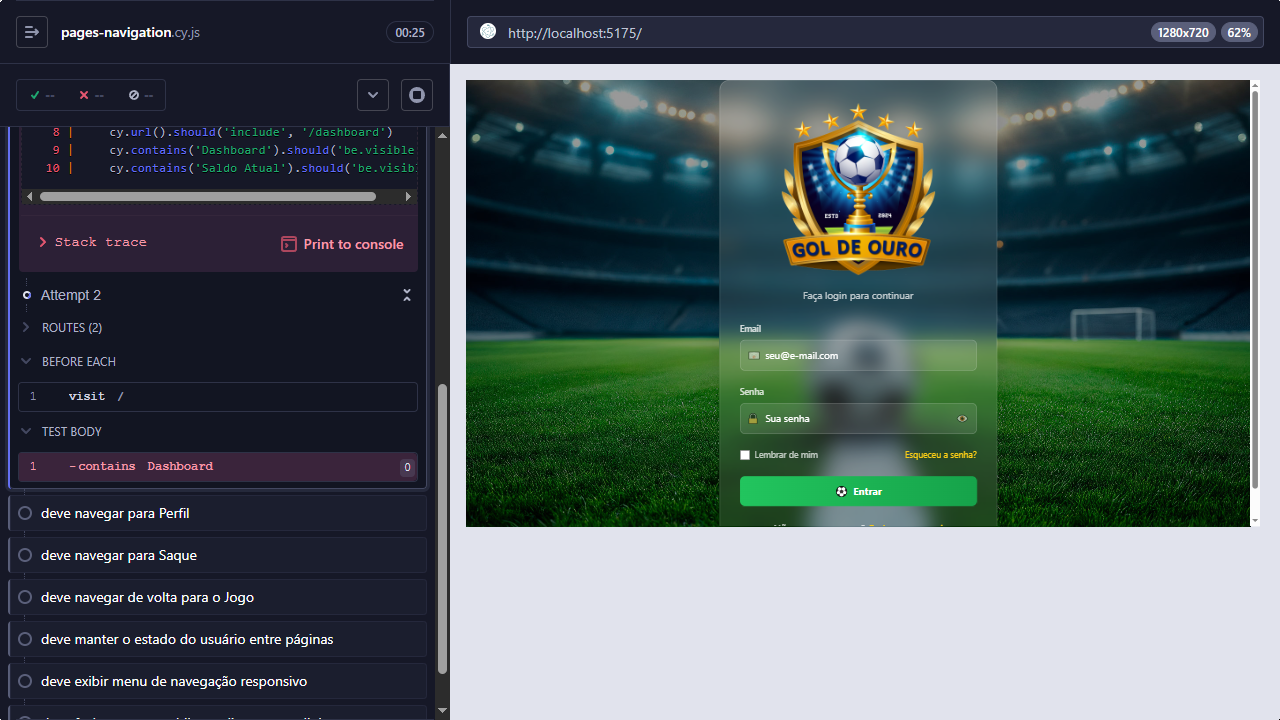 pages-navigation.cy.js
00:25
--
--
--
8 | cy.url().should('include', '/dashboard')
9 | cy.contains('Dashboard').should('be.visible
10 | cy.contains('Saldo Atual').should('be.visibl
Stack trace
Print to console
Attempt 2
ROUTES (2)
BEFORE EACH
1 visit /
TEST BODY
1 -contains Dashboard 0
deve navegar para Perfil
deve navegar para Saque
deve navegar de volta para o Jogo
deve manter o estado do usuário entre páginas
deve exibir menu de navegação responsivo
http://localhost:5175/
1280x720
62%
ESTD 2024
GOL DE OURO
Faça login para continuar
Email
seu@e-mail.com
Senha
Sua senha
Lembrar de mim
Esqueceu a senha?
Entrar